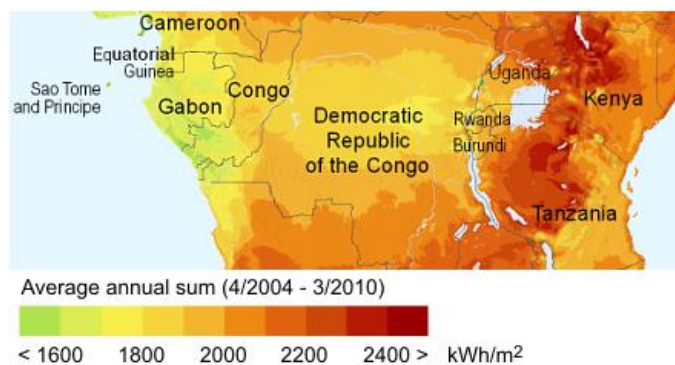 Cameroon
Equatorial
Guinea
Sao Tome
and Principe
Gabon
Congo
Democratic
Republic
of the Congo
Uganda
Kenya
Rwanda
Burundi
Tanzania
Average annual sum (4/2004 - 3/2010)
< 1600 1800 2000 2200 2400 > kWh/m²